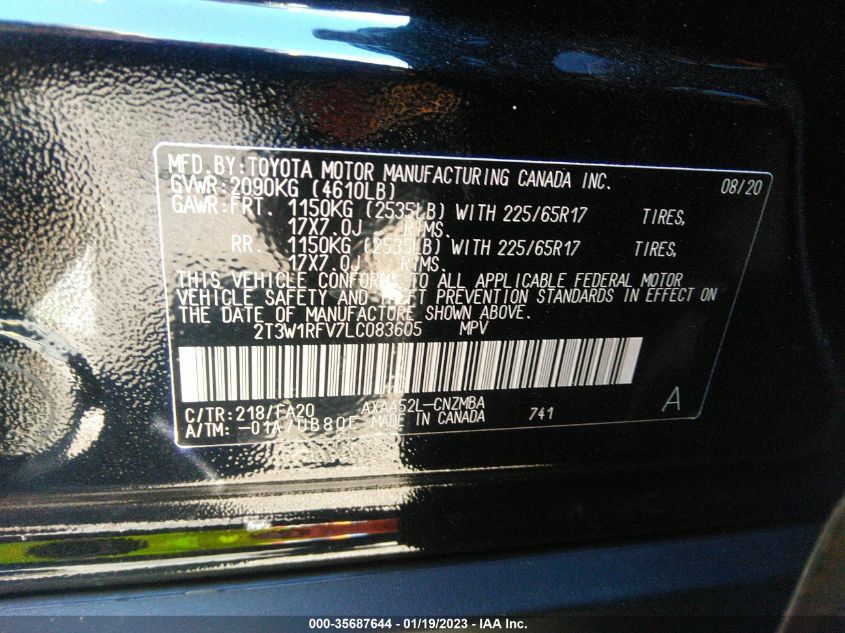 MFD. BY: TOYOTA MOTOR MANUFACTURING CANADA INC. 08/20
GVWR: 2090KG (4610LB)
GAWR: FRT. 1150KG (2535LB) WITH 225/65R17 TIRES,
17X7.0J RIMS.
RR. 1150KG (2535LB) WITH 225/65R17 TIRES,
17X7.0J RIMS.
THIS VEHICLE CONFORMS TO ALL APPLICABLE FEDERAL MOTOR
VEHICLE SAFETY AND THEFT PREVENTION STANDARDS IN EFFECT ON
THE DATE OF MANUFACTURE SHOWN ABOVE.
2T3W1RFV7LC083605 MPV
C/TR: 218/FA20 AXAA52L-CNZMBA
A/TM: -01A/UB80E MADE IN CANADA 741 A
000-35687644 - 01/19/2023 - IAA Inc.